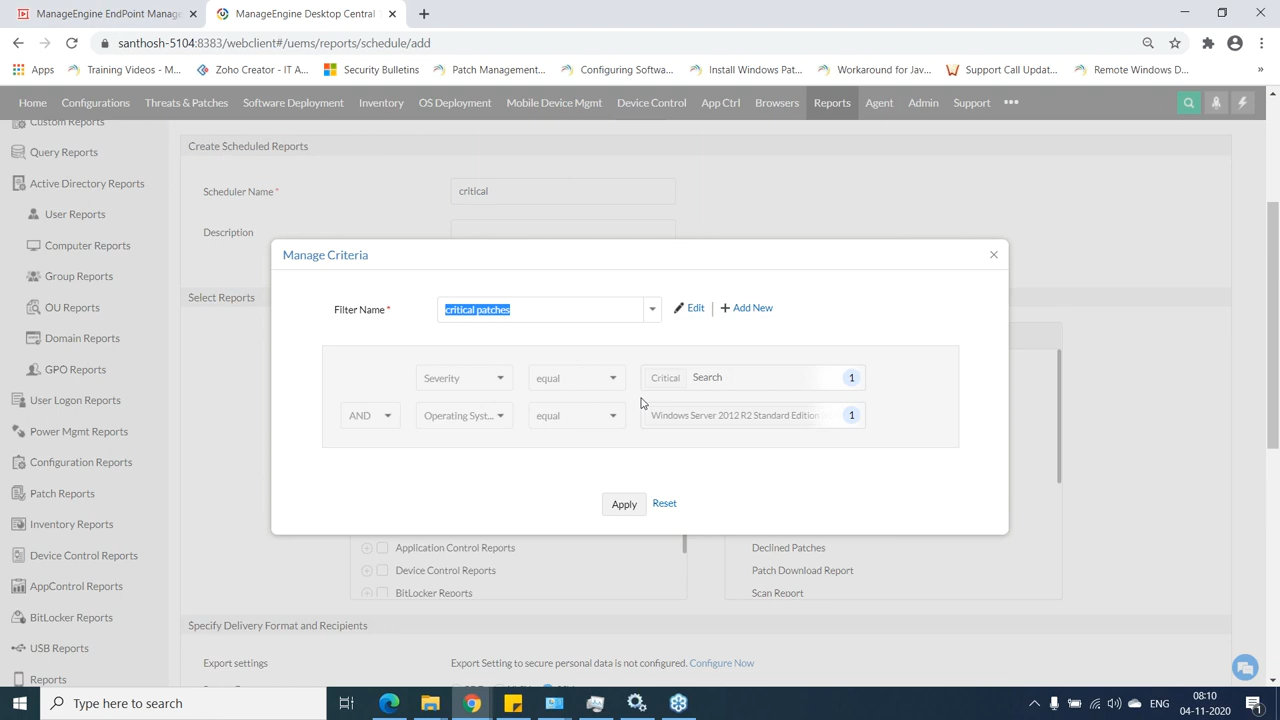 ManageEngine EndPoint Manage
ManageEngine Desktop Central
santhosh-5104:8383/webclient#/uems/reports/schedule/add
Apps
Training Videos - M...
Zoho Creator - IT A...
Security Bulletins
Patch Management...
Configuring Softwa...
Install Windows Pat...
Workaround for Jav...
Support Call Updat...
Remote Windows D...
»
Home
Configurations
Threats & Patches
Software Deployment
Inventory
OS Deployment
Mobile Device Mgmt
Device Control
App Ctrl
Browsers
Reports
Agent
Admin
Support
•••
Custom Reports
Query Reports
Active Directory Reports
User Reports
Computer Reports
Group Reports
OU Reports
Domain Reports
GPO Reports
User Logon Reports
Power Mgmt Reports
Configuration Reports
Patch Reports
Inventory Reports
Device Control Reports
AppControl Reports
BitLocker Reports
USB Reports
Reports
Create Scheduled Reports
Scheduler Name *
critical
Description
Select Reports
Manage Criteria
Filter Name *
critical patches
Edit
Add New
Severity
equal
Critical
Search
1
AND
Operating Syst...
equal
Windows Server 2012 R2 Standard Edition
1
Apply
Reset
Application Control Reports
Device Control Reports
BitLocker Reports
Declined Patches
Patch Download Report
Scan Report
Specify Delivery Format and Recipients
Export settings
Export Setting to secure personal data is not configured. Configure Now
Type here to search
ENG
08:10
04-11-2020
1